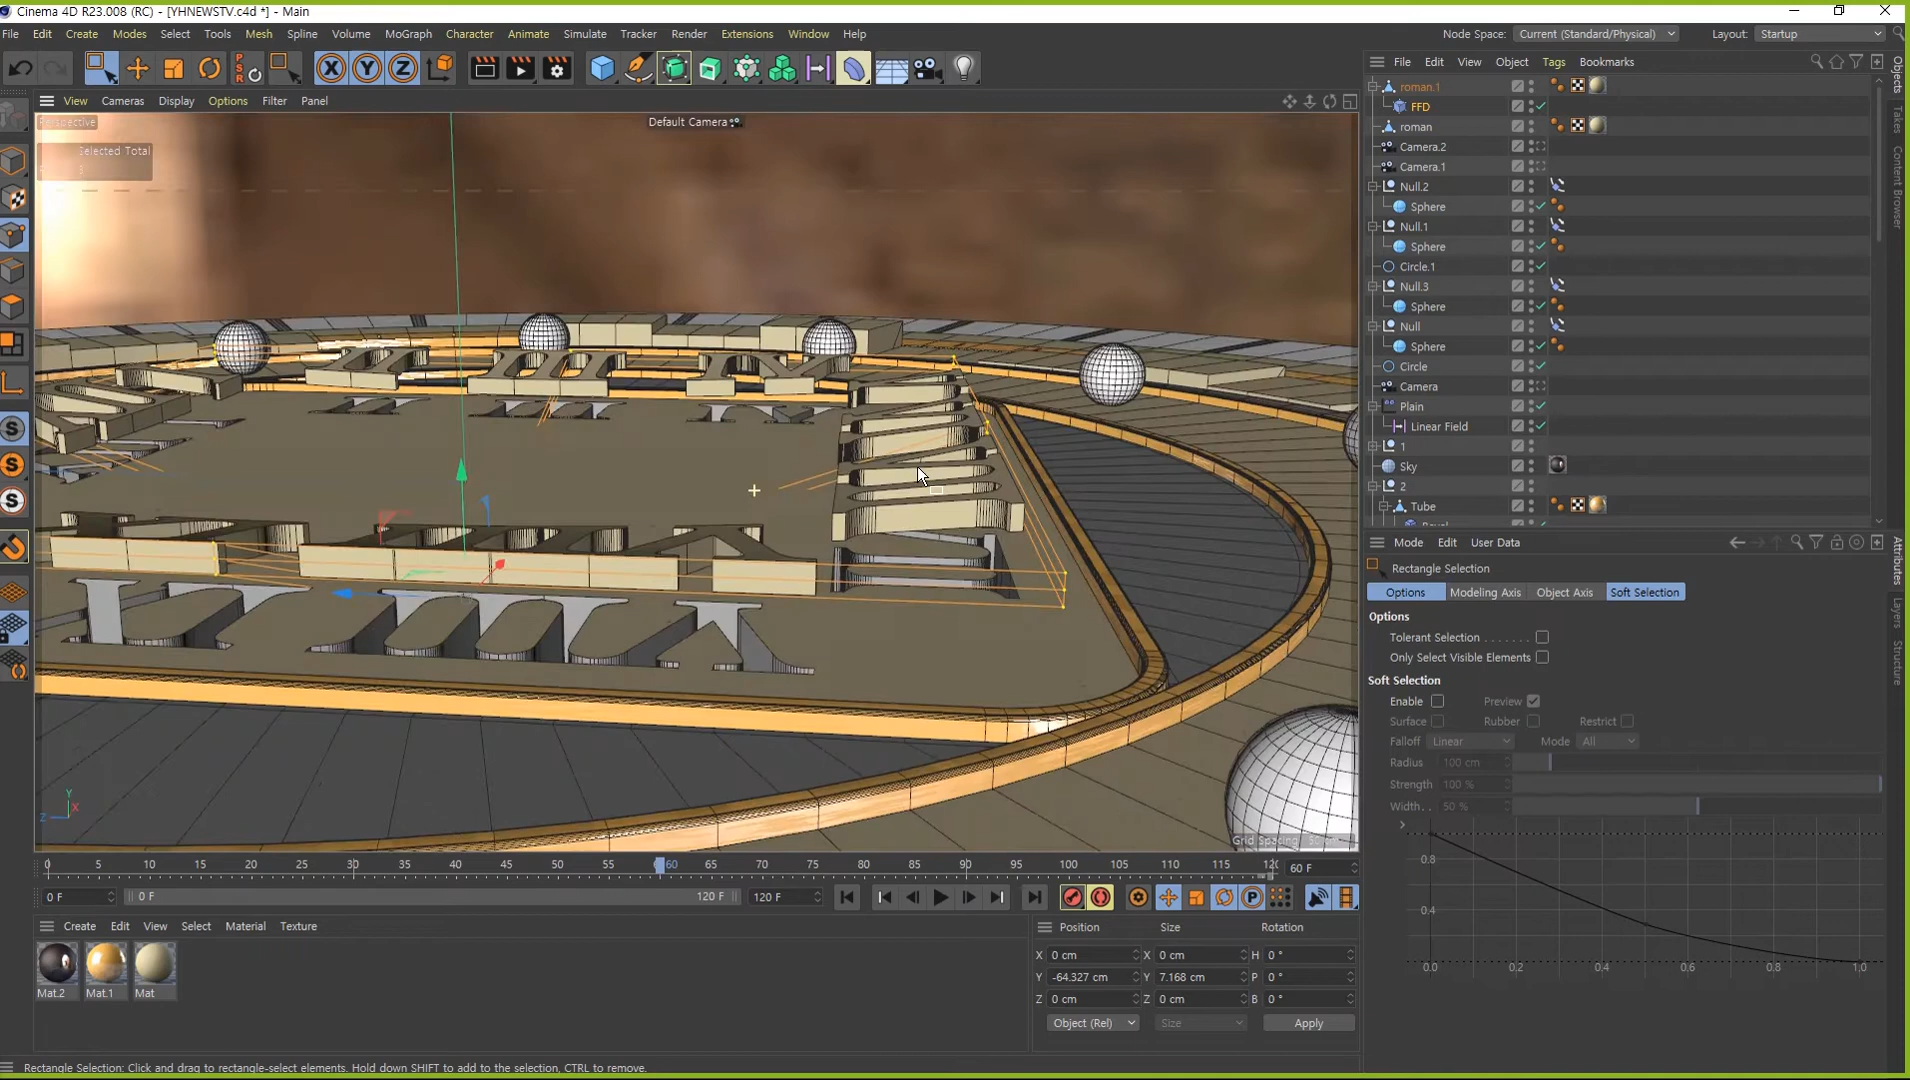 Cinema 4D R23.008 (RC) - [YHNEWSTV.c4d *] - Main
File Edit Create Modes Select Tools Mesh Spline Volume MoGraph Character Animate Simulate Tracker Render Extensions Window Help
Node Space: Current (Standard/Physical) Layout: Startup
View Cameras Display Options Filter Panel
File Edit View Object Tags Bookmarks
Perspective
Default Camera
Selected Total
roman.1
FFD
roman
Camera.2
Camera.1
Null.2
Sphere
Null.1
Sphere
Circle.1
Null.3
Sphere
Null
Sphere
Circle
Camera
Plain
Linear Field
1
Sky
2
Tube
Objects
Takes
Content Browser
Attributes
Layers
Structure
Mode Edit User Data
Rectangle Selection
Options Modeling Axis Object Axis Soft Selection
Options
Tolerant Selection . . . . . . .
Only Select Visible Elements
Soft Selection
Enable Preview
Surface Rubber Restrict
Falloff Linear Mode All
Radius 100 cm
Strength 100 %
Width . . 50 %
0.8
0.4
0.0 0.2 0.4 0.6 0.8 1.0
Y
X
Z
Grid Spacing
0 5 10 15 20 25 30 35 40 45 50 55 60 65 70 75 80 85 90 95 100 105 110 115 60 F
0 F 0 F 120 F 120 F
Create Edit View Select Material Texture
Mat.2 Mat.1 Mat
Position Size Rotation
X 0 cm X 0 cm H 0 °
Y -64.327 cm Y 7.168 cm P 0 °
Z 0 cm Z 0 cm B 0 °
Object (Rel) Size Apply
Rectangle Selection: Click and drag to rectangle-select elements. Hold down SHIFT to add to the selection, CTRL to remove.